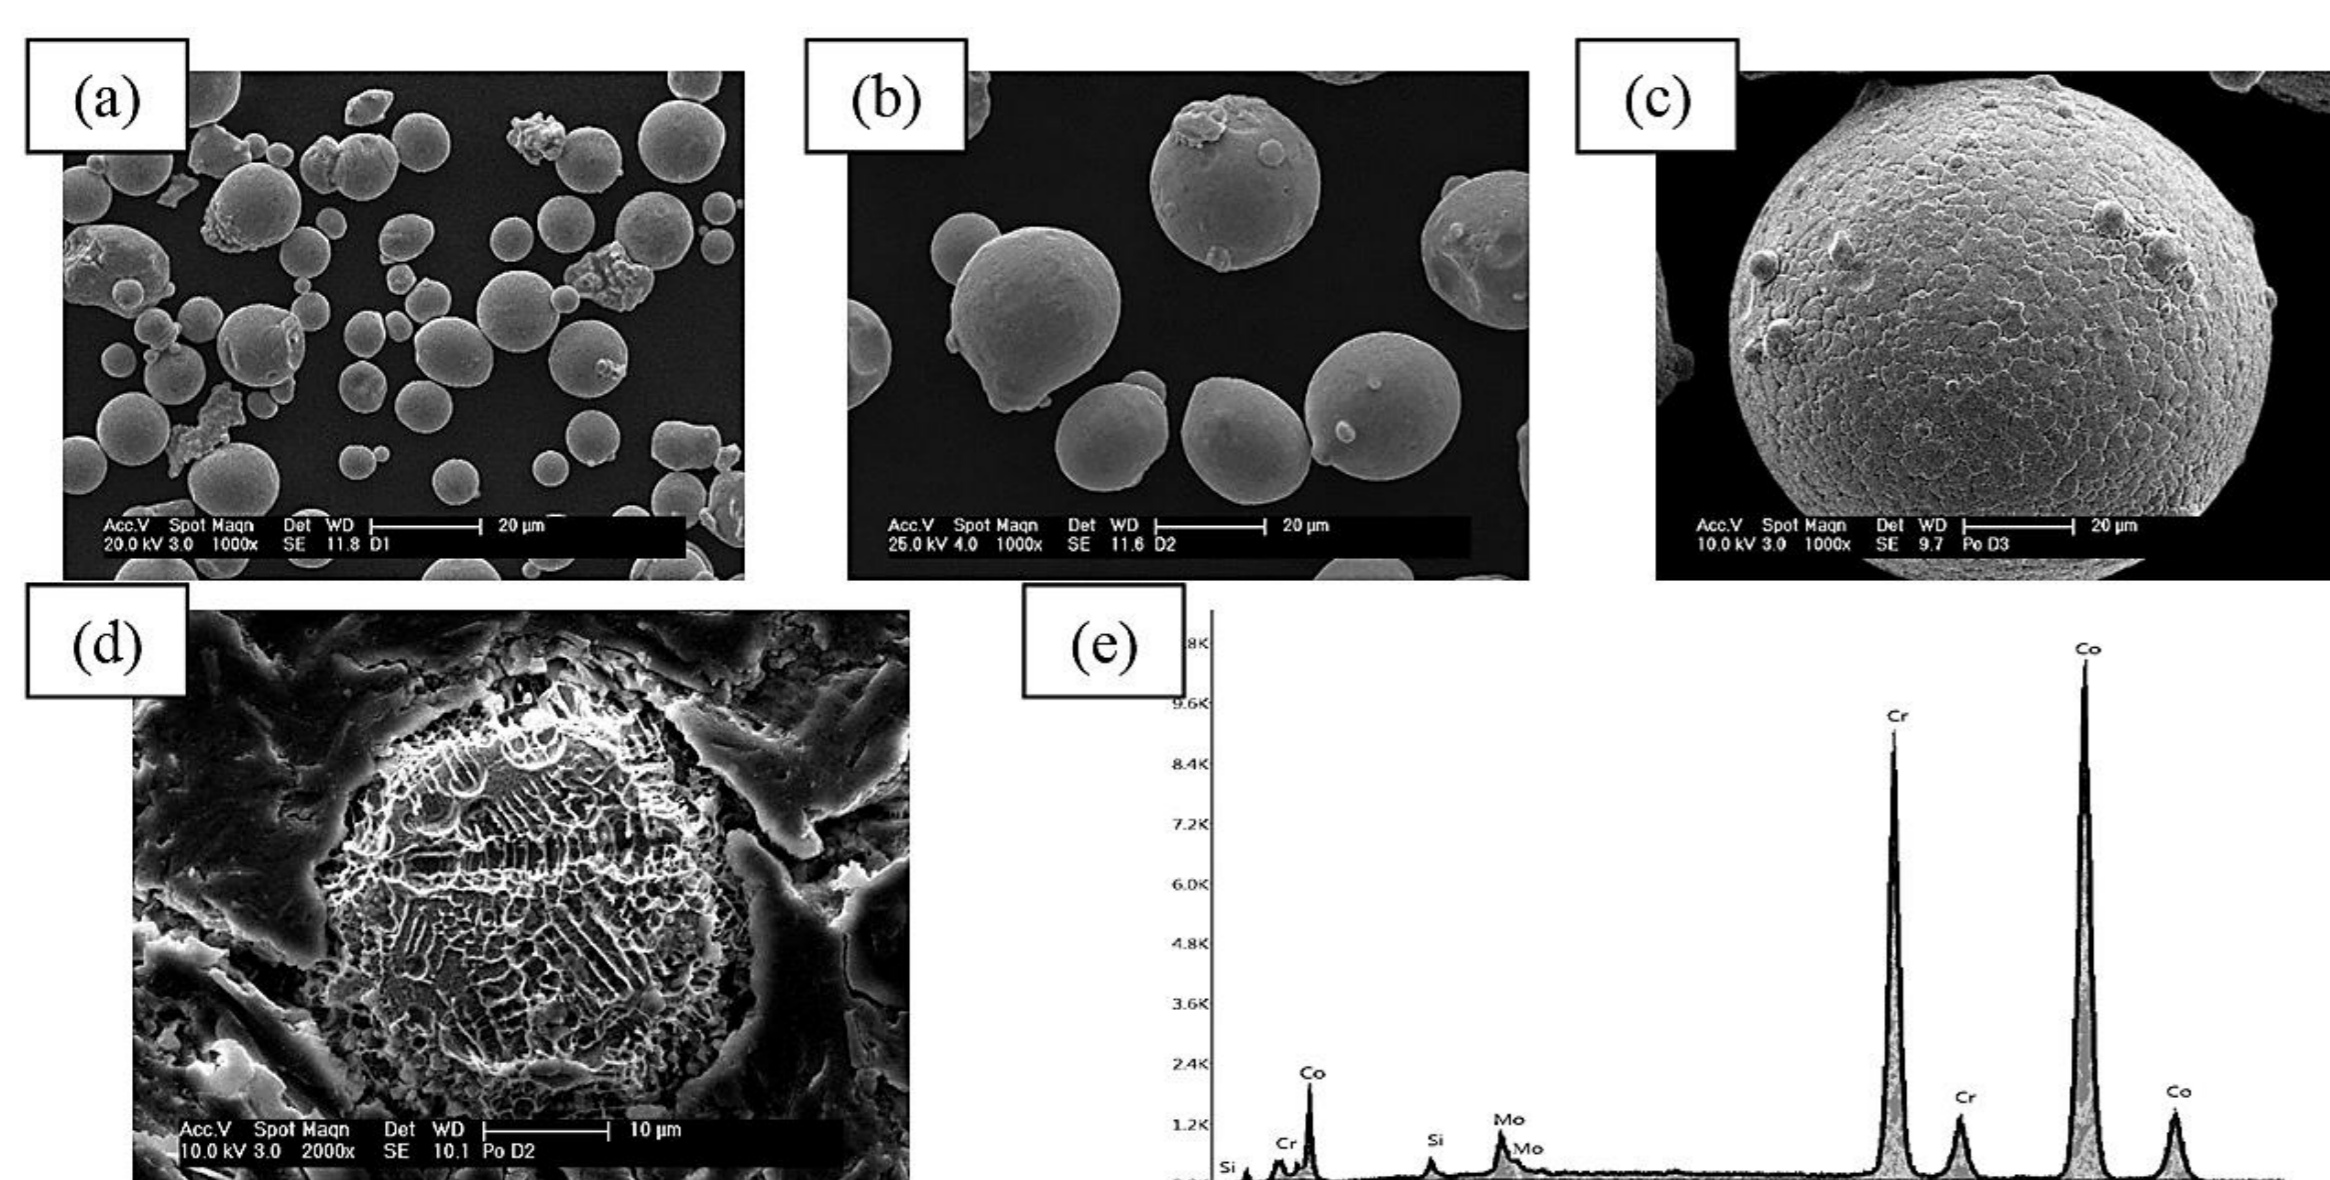 (a)
Acc.V Spot Magn Det WD 20 µm
20.0 kV 3.0 1000x SE 11.8 D1
(b)
Acc.V Spot Magn Det WD 20 µm
25.0 kV 4.0 1000x SE 11.6 D2
(c)
Acc.V Spot Magn Det WD 20 µm
10.0 kV 3.0 1000x SE 9.7 Po D3
(d)
Acc.V Spot Magn Det WD 10 µm
10.0 kV 3.0 2000x SE 10.1 Po D2
(e)
9.6K
8.4K
7.2K
6.0K
4.8K
3.6K
2.4K
1.2K
Si
Cr
Co
Si
Mo
Mo
Cr
Cr
Co
Co